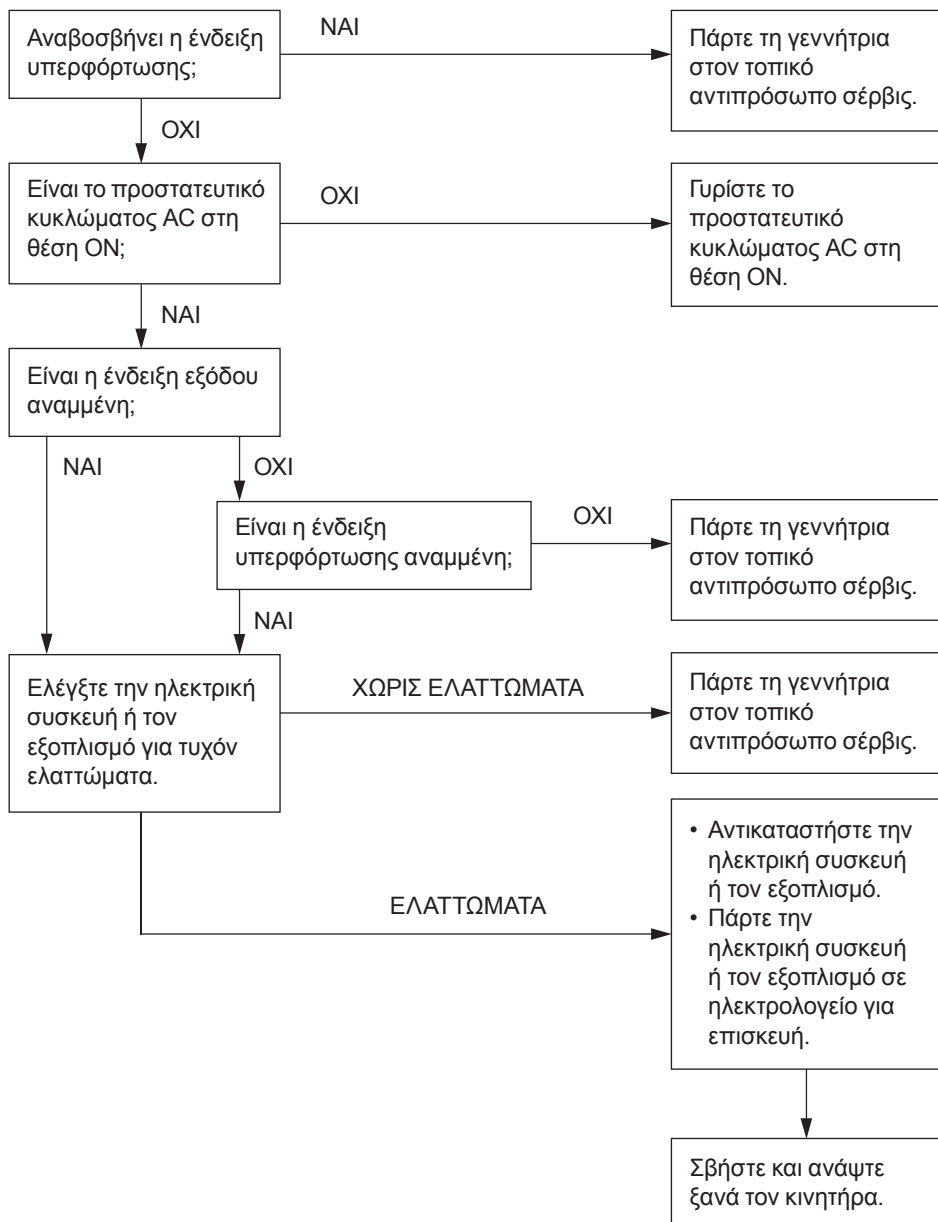 Αναβοσβήνει η ένδειξη
υπερφόρτωσης;
ΝΑΙ
Πάρτε τη γεννήτρια
στον τοπικό
αντιπρόσωπο σέρβις.
ΟΧΙ
Είναι το προστατευτικό
κυκλώματος AC στη
θέση ON;
ΟΧΙ
Γυρίστε το
προστατευτικό
κυκλώματος AC στη
θέση ON.
ΝΑΙ
Είναι η ένδειξη εξόδου
αναμμένη;
ΝΑΙ
ΟΧΙ
Είναι η ένδειξη
υπερφόρτωσης αναμμένη;
ΟΧΙ
Πάρτε τη γεννήτρια
στον τοπικό
αντιπρόσωπο σέρβις.
ΝΑΙ
Ελέγξτε την ηλεκτρική
συσκευή ή τον
εξοπλισμό για τυχόν
ελαττώματα.
ΧΩΡΙΣ ΕΛΑΤΤΩΜΑΤΑ
Πάρτε τη γεννήτρια
στον τοπικό
αντιπρόσωπο σέρβις.
ΕΛΑΤΤΩΜΑΤΑ
• Αντικαταστήστε την
ηλεκτρική συσκευή
ή τον εξοπλισμό.
• Πάρτε την
ηλεκτρική συσκευή
ή τον εξοπλισμό σε
ηλεκτρολογείο για
επισκευή.
Σβήστε και ανάψτε
ξανά τον κινητήρα.